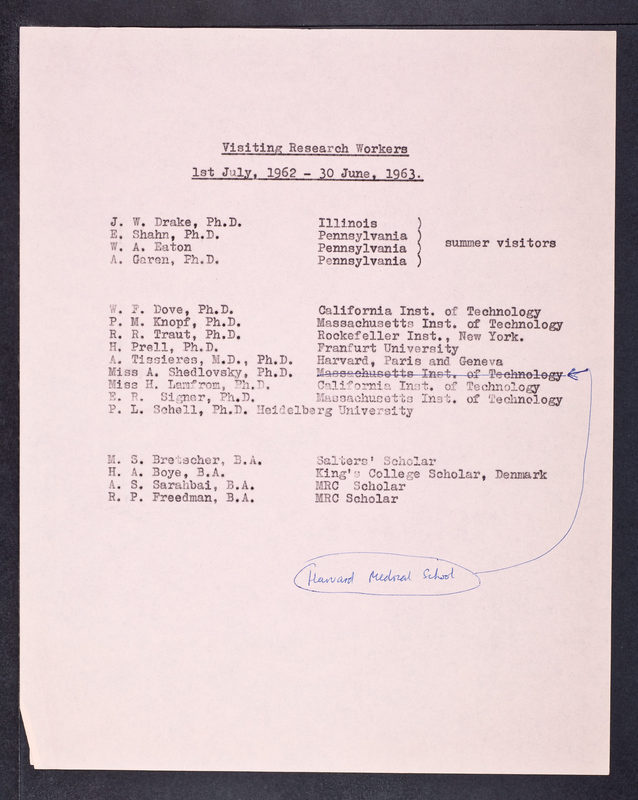 Visiting Research Workers
1st July, 1962 - 30 June, 1963.
J. W. Drake, Ph.D. Illinois )
E. Shahn, Ph.D. Pennsylvania )
W. A. Eaton Pennsylvania ) summer visitors
A. Garen, Ph.D. Pennsylvania )
W. F. Dove, Ph.D. California Inst. of Technology
P. M. Knopf, Ph.D. Massachusetts Inst. of Technology
R. R. Traut, Ph.D. Rockefeller Inst., New York.
H. Prell, Ph.D. Franfurt University
A. Tissieres, M.D., Ph.D. Harvard, Paris and Geneva
Miss A. Shedlovsky, Ph.D. Massachusetts Inst. of Technology
Miss H. Lamfrom, Ph.D. California Inst. of Technology
E. R. Signer, Ph.D. Massachusetts Inst. of Technology
P. L. Schell, Ph.D. Heidelberg University
M. S. Bretscher, B.A. Salters' Scholar
H. A. Boye, B.A. King's College Scholar, Denmark
A. S. Sarahbai, B.A. MRC Scholar
R. P. Freedman, B.A. MRC Scholar
Harvard Medical School